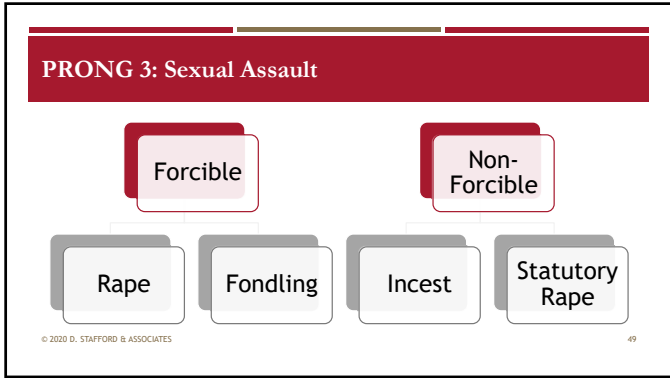 PRONG 3: Sexual Assault
Forcible
Non-
Forcible
Rape
Fondling
Incest
Statutory
Rape
© 2020 D. STAFFORD & ASSOCIATES
49